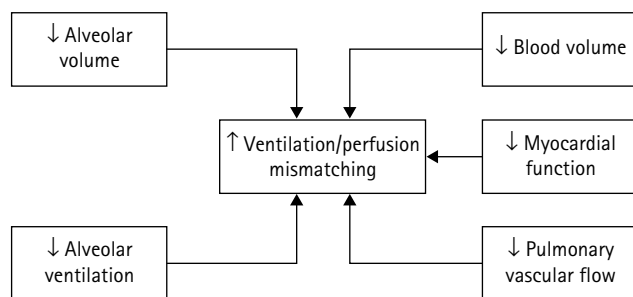 ↓ Alveolar
volume
↓ Blood volume
↑ Ventilation/perfusion
mismatching
↓ Myocardial
function
↓ Alveolar
ventilation
↓ Pulmonary
vascular flow